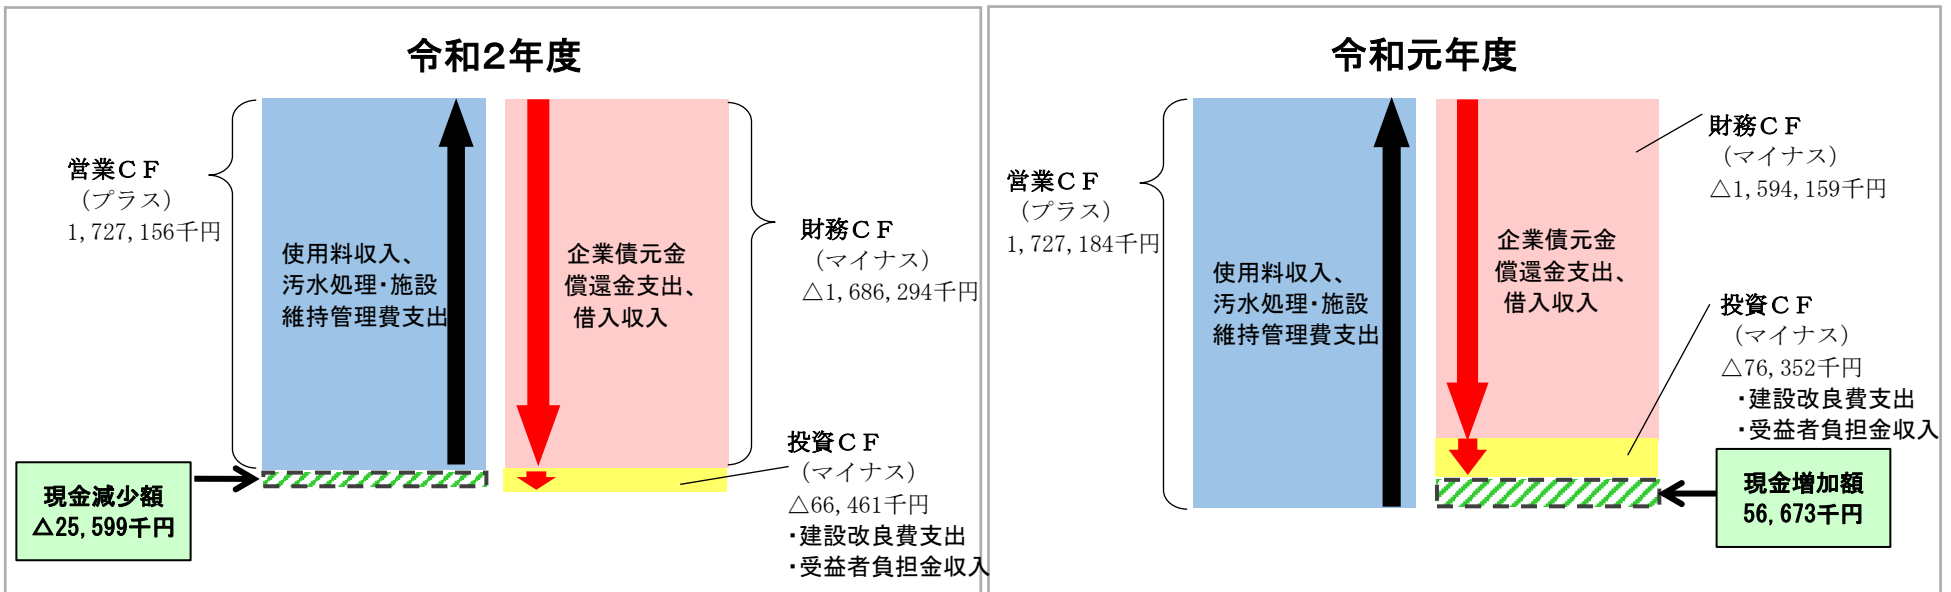 令和２年度
営業ＣＦ
（プラス）
1,727,156千円
使用料収入、
汚水処理・施設
維持管理費支出
企業債元金
償還金支出、
借入収入
財務ＣＦ
（マイナス）
△1,686,294千円
投資ＣＦ
（マイナス）
△66,461千円
・建設改良費支出
・受益者負担金収入
現金減少額
△25,599千円
令和元年度
営業ＣＦ
（プラス）
1,727,184千円
使用料収入、
汚水処理・施設
維持管理費支出
企業債元金
償還金支出、
借入収入
財務ＣＦ
（マイナス）
△1,594,159千円
投資ＣＦ
（マイナス）
△76,352千円
・建設改良費支出
・受益者負担金収入
現金増加額
56,673千円